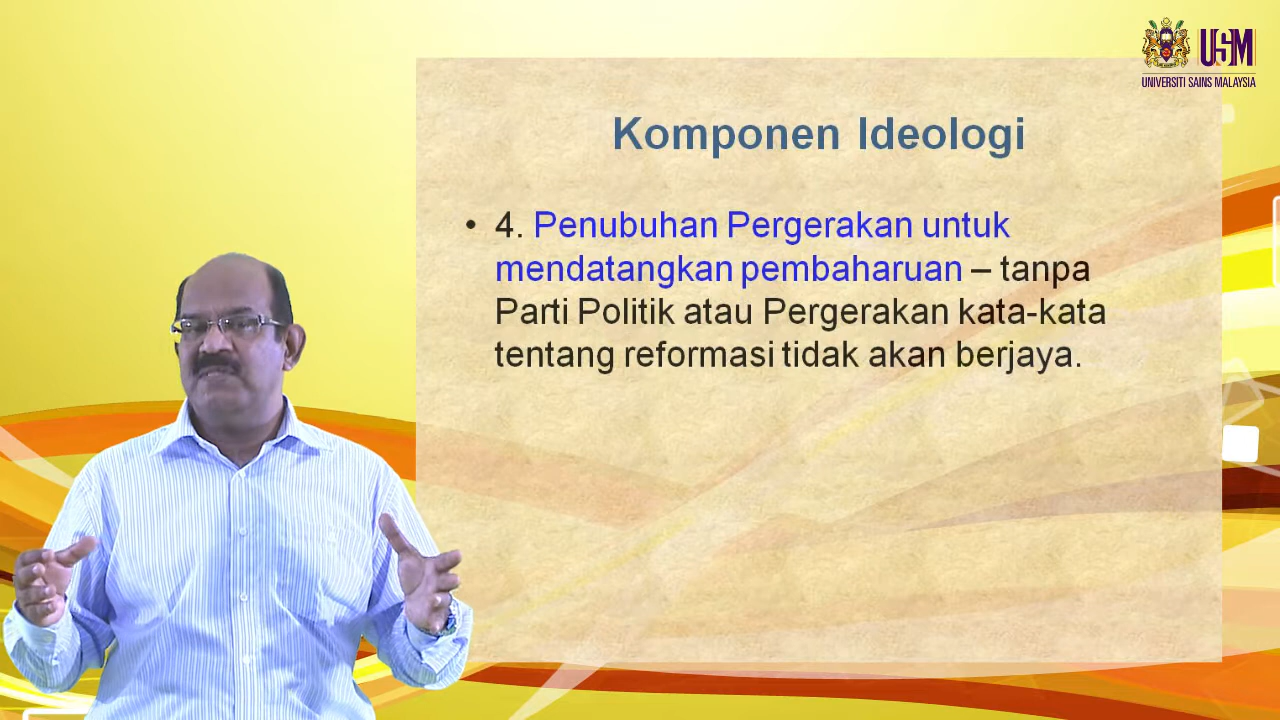 USM
UNIVERSITI SAINS MALAYSIA
Komponen Ideologi
• 4. Penubuhan Pergerakan untuk
mendatangkan pembaharuan – tanpa
Parti Politik atau Pergerakan kata-kata
tentang reformasi tidak akan berjaya.